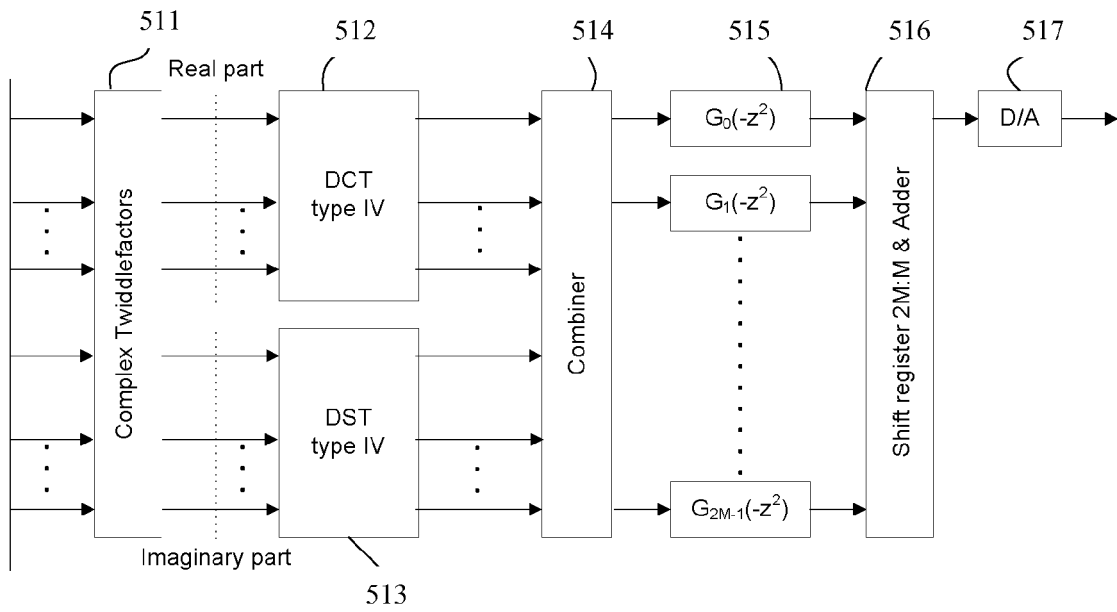 511
512
514
515
516
517
Real part
Complex Twiddlefactors
DCT
type IV
DST
type IV
Combiner
G₀(-z²)
G₁(-z²)
G₂M-1(-z²)
Shift register 2M:M & Adder
D/A
Imaginary part
513